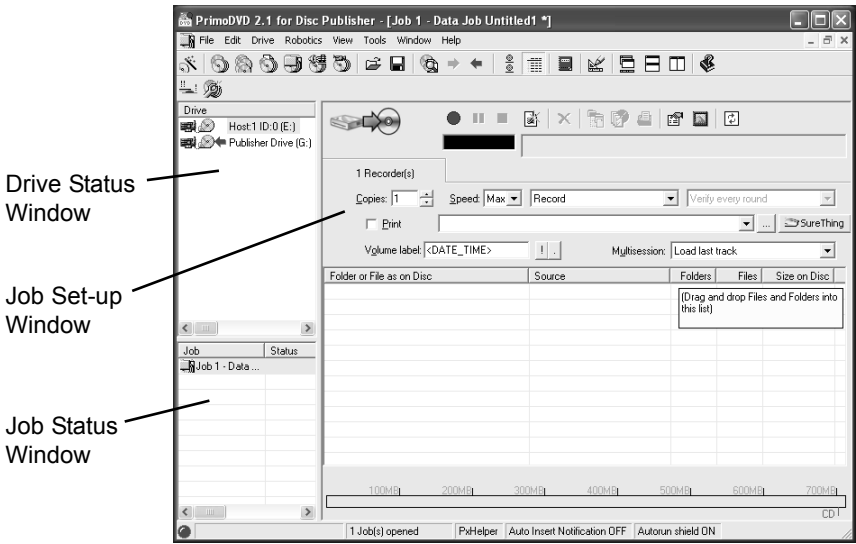 PrimoDVD 2.1 for Disc Publisher - [Job 1 - Data Job Untitled1 *]
File Edit Drive Robotics View Tools Window Help
Drive
Host:1 ID:0 (E:)
Publisher Drive (G:)
Drive Status
Window
Job Set-up
Window
Job Status
Window
1 Recorder(s)
Copies: 1 Speed: Max Record Verify every round
Print ... SureThing
Volume label: <DATE_TIME> ! . Multisession: Load last track
Folder or File as on Disc Source Folders Files Size on Disc
(Drag and drop Files and Folders into
this list)
Job Status
Job 1 - Data ...
100MB 200MB 300MB 400MB 500MB 600MB 700MB
CD
1 Job(s) opened PxHelper Auto Insert Notification OFF Autorun shield ON